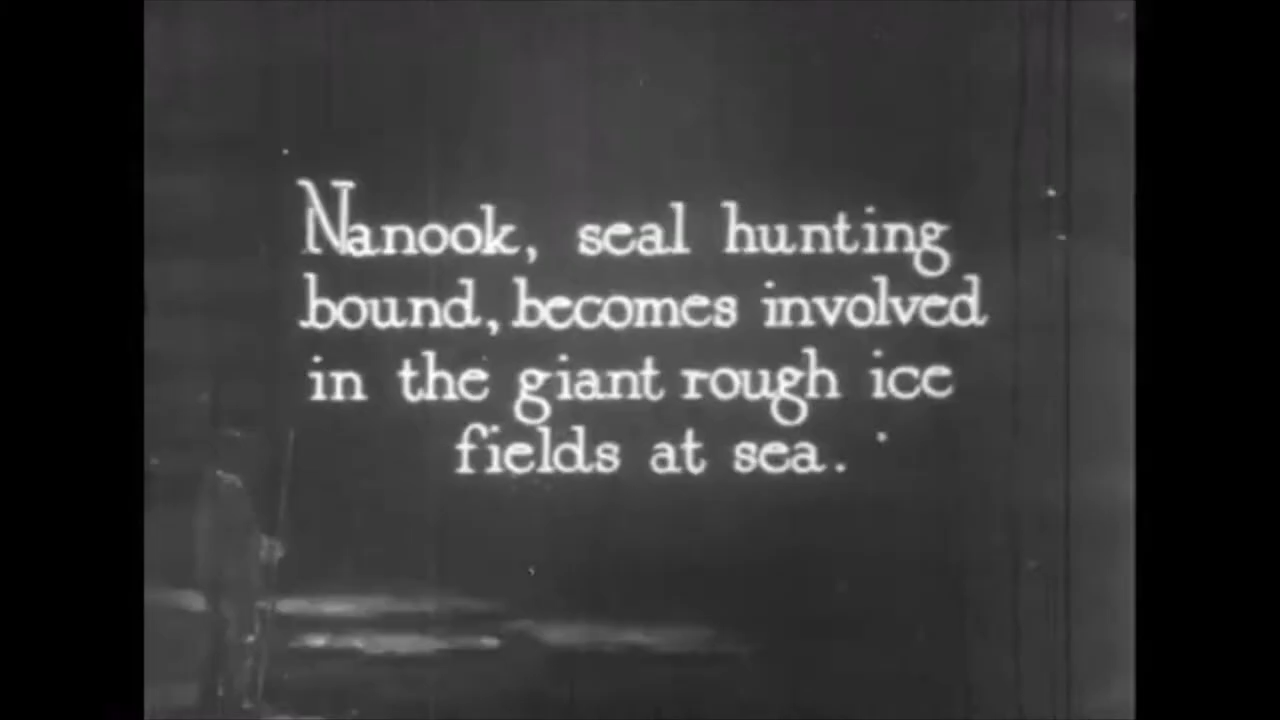 Nanook, seal hunting
bound, becomes involved
in the giant rough ice
fields at sea.